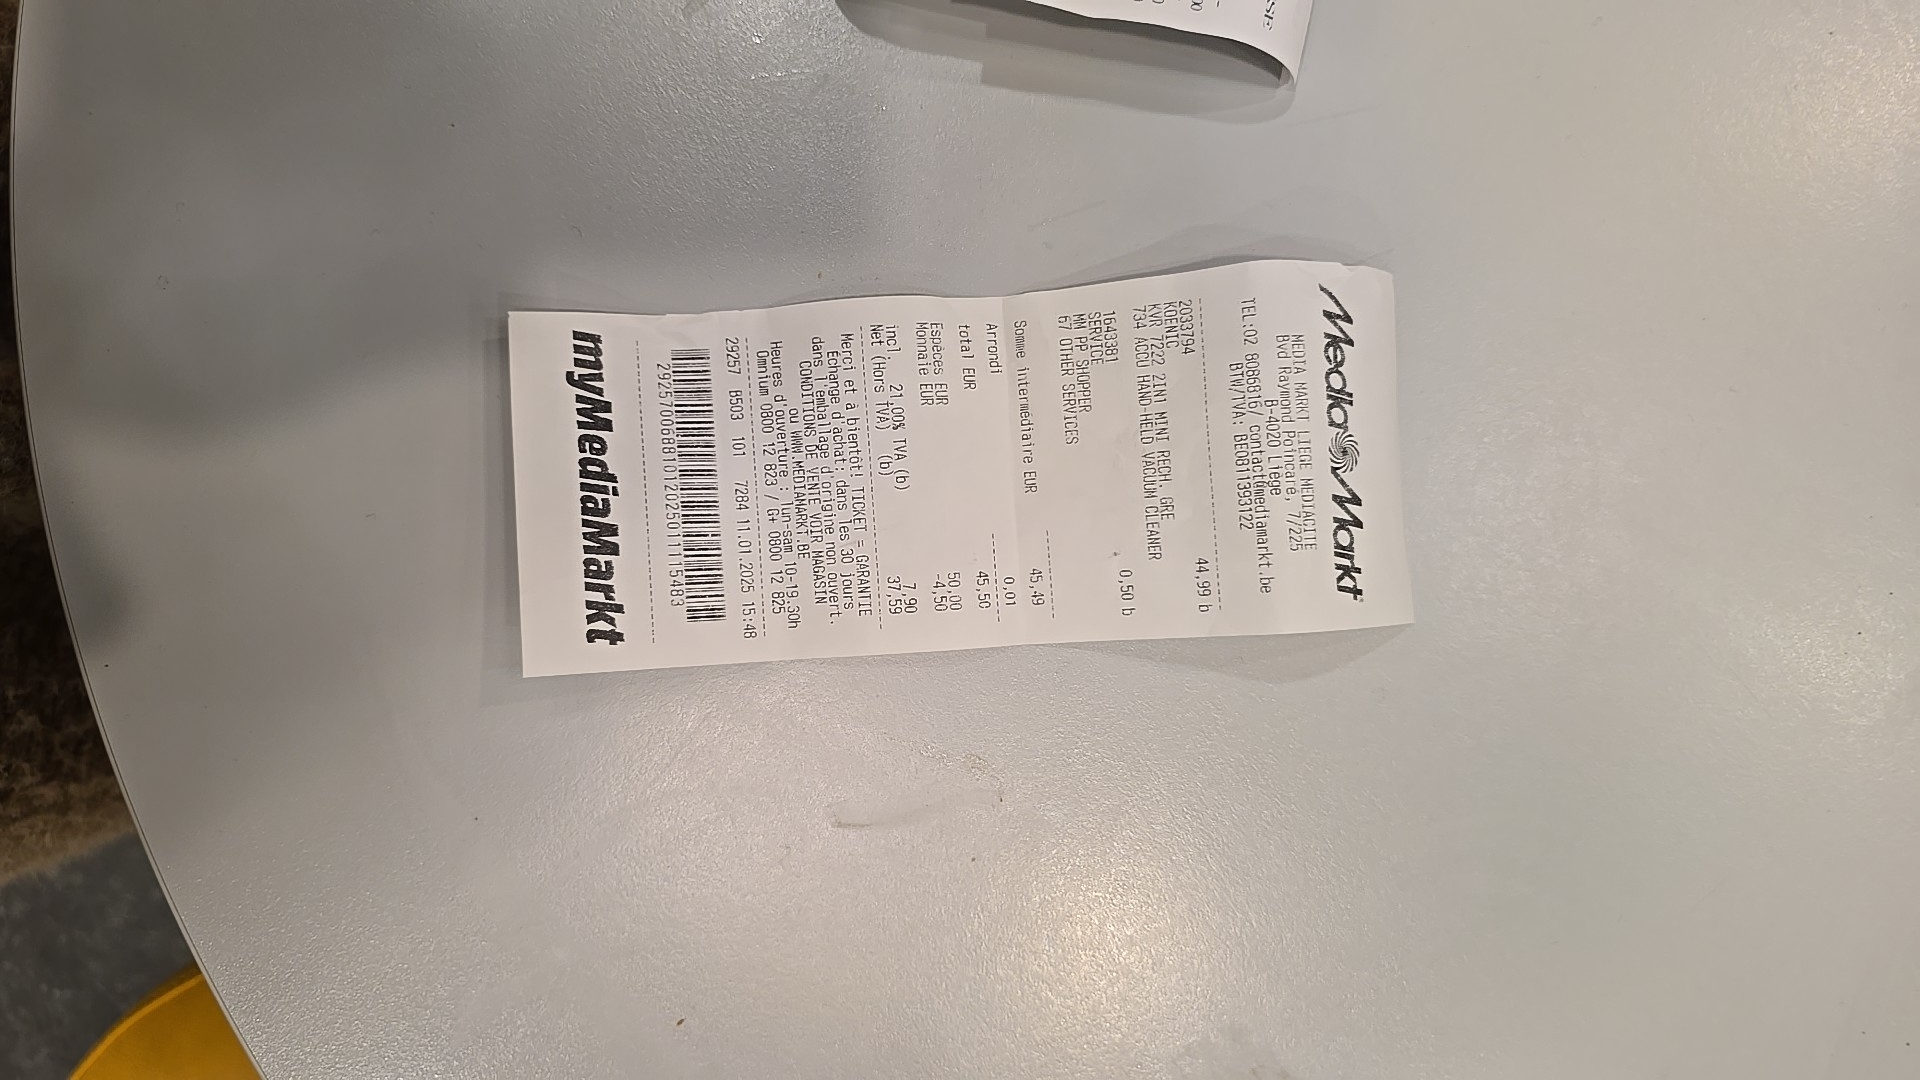 MediaMarkt
MEDIA MARKT LIEGE MEDIACITE
Bvd Raymond Poincaré, 7/225
B-4020 Liège
TEL:02 8086816/ contact@mediamarkt.be
BTW/TVA: BE0811393122
2033794 44,99 b
KOENIC
KVR 7222 2IN1 MINI RECH. GRE
734 ACCU HAND-HELD VACUUM CLEANER
1643381 0,50 b
SERVICE
MM PP SHOPPER
67 OTHER SERVICES
Somme intermédiaire EUR 45,49
Arrondi 0,01
total EUR 45,50
Espèces EUR 50,00
Monnaie EUR -4,50
incl. 21,00% TVA (b) 7,90
Net (Hors TVA) (b) 37,59
Merci et à bientôt! TICKET = GARANTIE
Echange d'achat: dans les 30 jours
dans l'emballage d'origine non ouvert.
CONDITIONS DE VENTE VOIR MAGASIN
ou WWW.MEDIAMARKT.BE
Heures d'ouverture : lun-sam 10-19.30h
Omnium 0800 12 823 / G+ 0800 12 825
29257 B503 101 7284 11.01.2025 15:48
myMediaMarkt